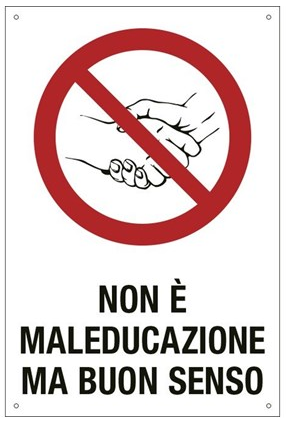 NON È
MALEDUCAZIONE
MA BUON SENSO